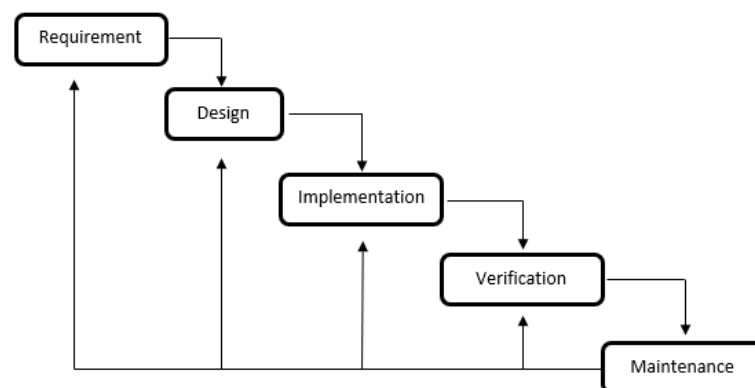 Requirement
Design
Implementation
Verification
Maintenance